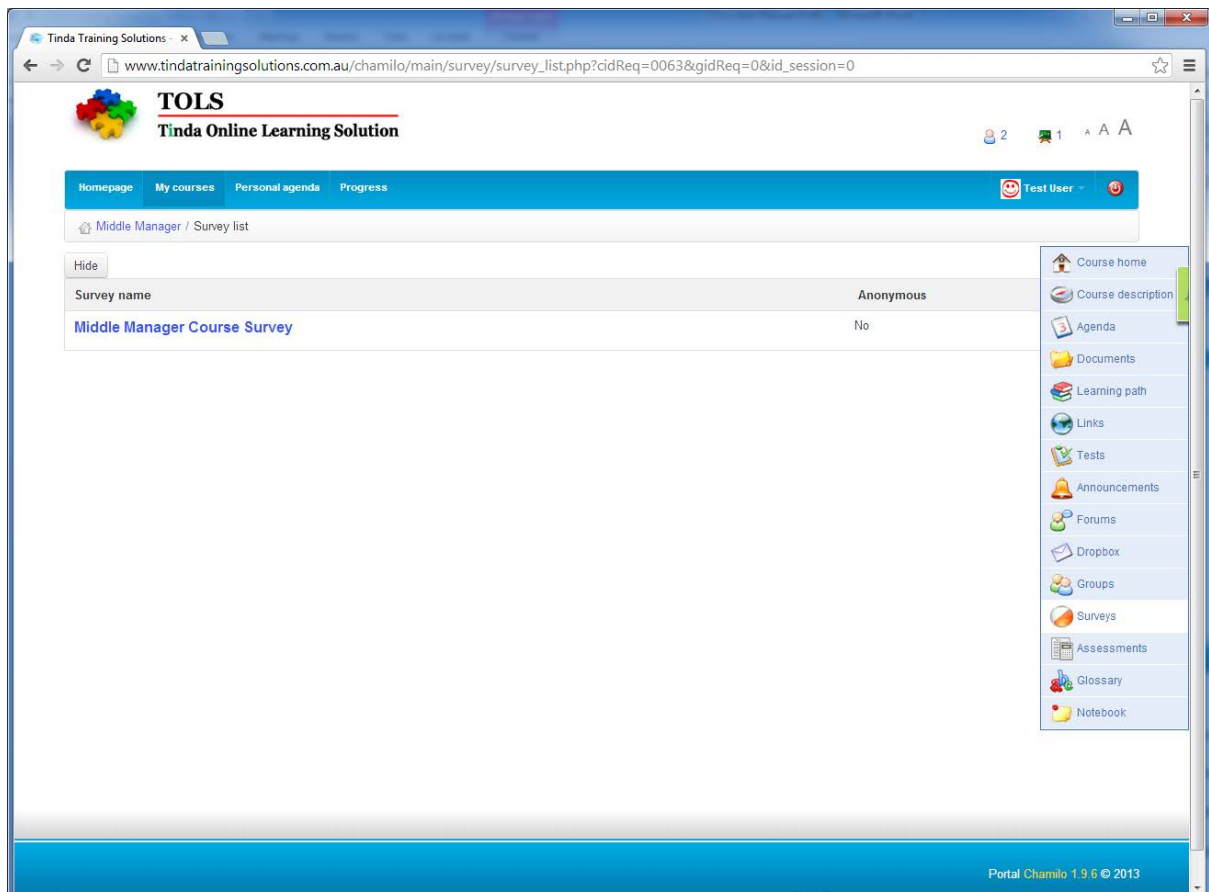 Tinda Training Solutions -
www.tindatrainingsolutions.com.au/chamilo/main/survey/survey_list.php?cidReq=0063&gidReq=0&id_session=0
TOLS
Tinda Online Learning Solution
2 1 A A A
Homepage My courses Personal agenda Progress Test User
Middle Manager / Survey list
Hide
Survey name Anonymous
Middle Manager Course Survey No
Course home
Course description
3 Agenda
Documents
Learning path
Links
Tests
Announcements
Forums
Dropbox
Groups
Surveys
Assessments
Glossary
Notebook
Portal Chamilo 1.9.6 © 2013